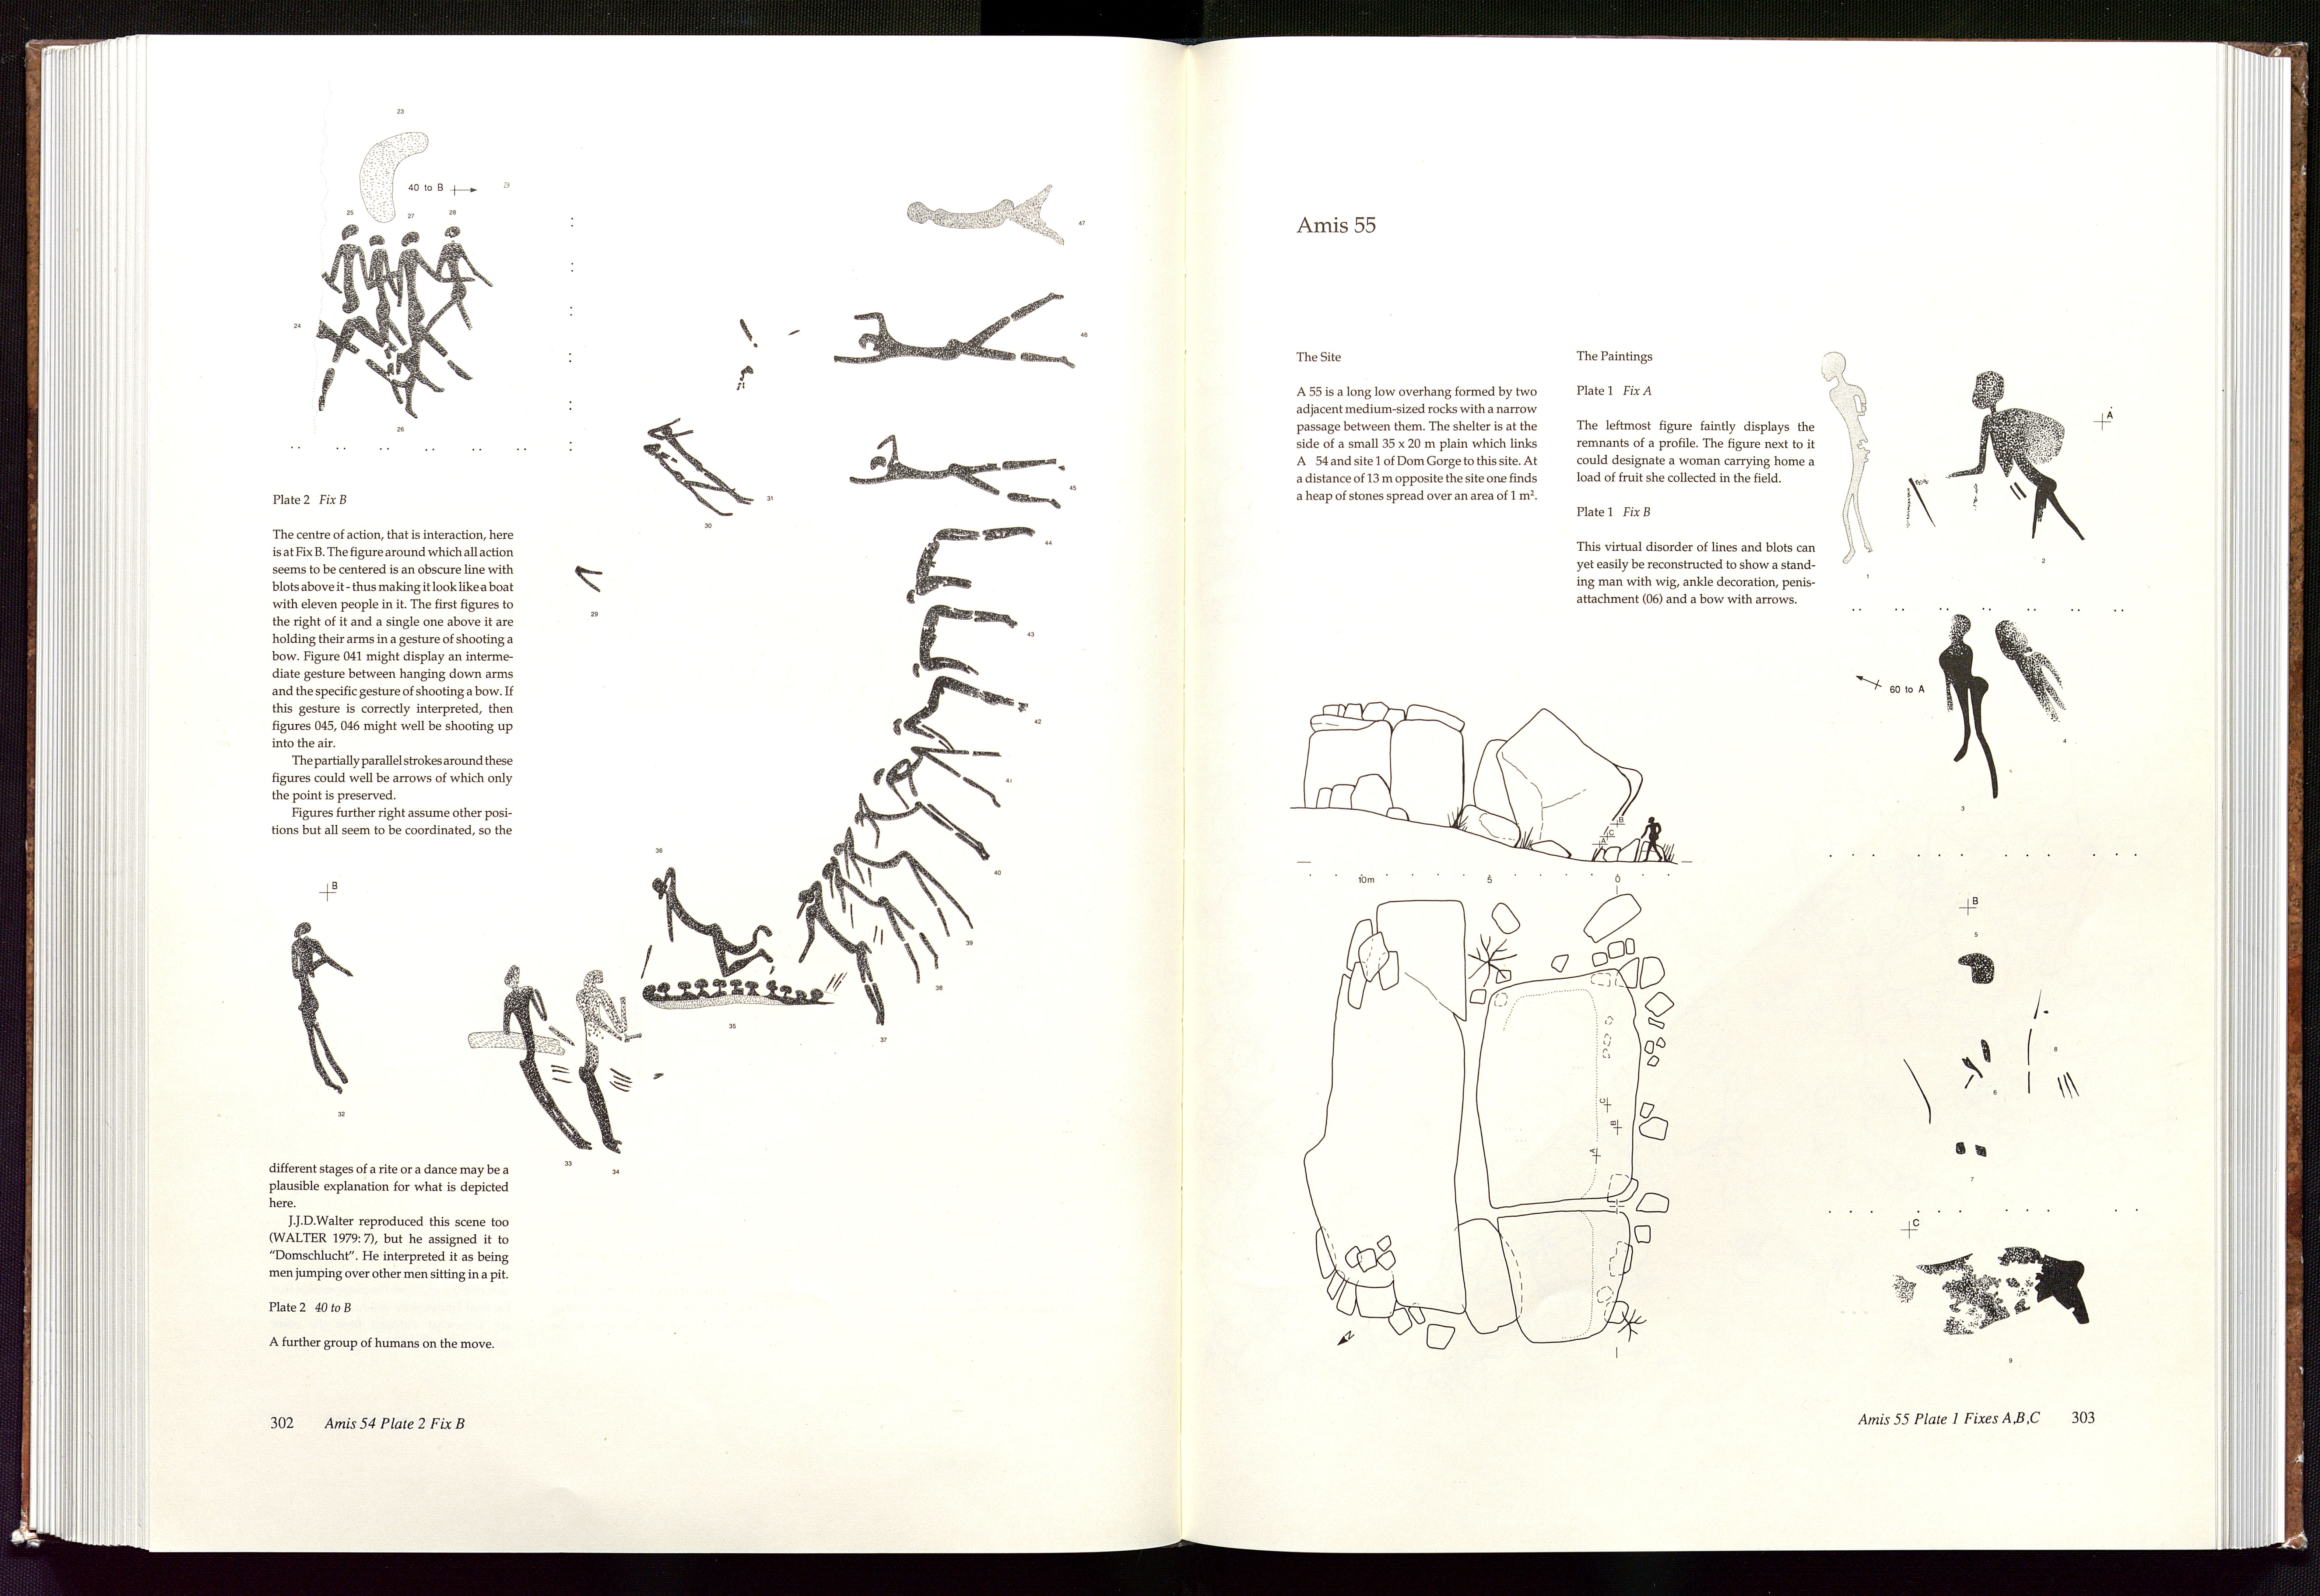 23
40 to B
25
27
28
24
26
47
46
31
30
45
44
29
43
42
41
40
39
38
36
35
37
Plate 2 Fix B
The centre of action, that is interaction, here
is at Fix B. The figure around which all action
seems to be centered is an obscure line with
blots above it - thus making it look like a boat
with eleven people in it. The first figures to
the right of it and a single one above it are
holding their arms in a gesture of shooting a
bow. Figure 041 might display an interme-
diate gesture between hanging down arms
and the specific gesture of shooting a bow. If
this gesture is correctly interpreted, then
figures 045, 046 might well be shooting up
into the air.
The partially parallel strokes around these
figures could well be arrows of which only
the point is preserved.
Figures further right assume other posi-
tions but all seem to be coordinated, so the
B
32
33
34
different stages of a rite or a dance may be a
plausible explanation for what is depicted
here.
J.J.D.Walter reproduced this scene too
(WALTER 1979: 7), but he assigned it to
"Domschlucht". He interpreted it as being
men jumping over other men sitting in a pit.
Plate 2 40 to B
A further group of humans on the move.
302 Amis 54 Plate 2 Fix B
Amis 55
The Site
A 55 is a long low overhang formed by two
adjacent medium-sized rocks with a narrow
passage between them. The shelter is at the
side of a small 35 x 20 m plain which links
A 54 and site 1 of Dom Gorge to this site. At
a distance of 13 m opposite the site one finds
a heap of stones spread over an area of 1 m².
The Paintings
Plate 1 Fix A
The leftmost figure faintly displays the
remnants of a profile. The figure next to it
could designate a woman carrying home a
load of fruit she collected in the field.
Plate 1 Fix B
This virtual disorder of lines and blots can
yet easily be reconstructed to show a stand-
ing man with wig, ankle decoration, penis-
attachment (06) and a bow with arrows.
A
1
2
60 to A
4
3
B
C
A
10m
5
0
C
B
A
N
B
5
8
6
7
C
9
Amis 55 Plate 1 Fixes A,B,C 303